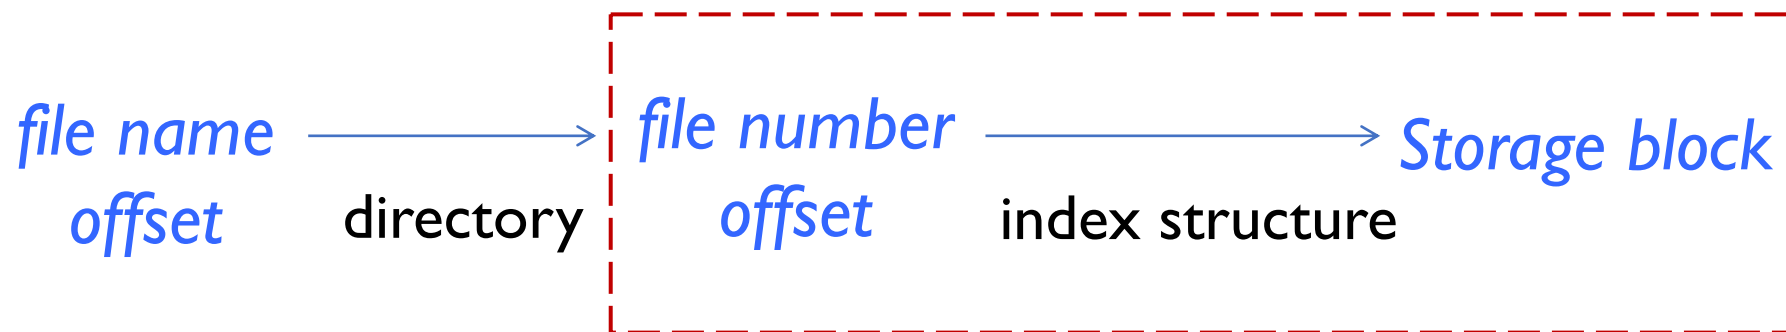 file name
offset
directory
file number
offset
index structure
Storage block